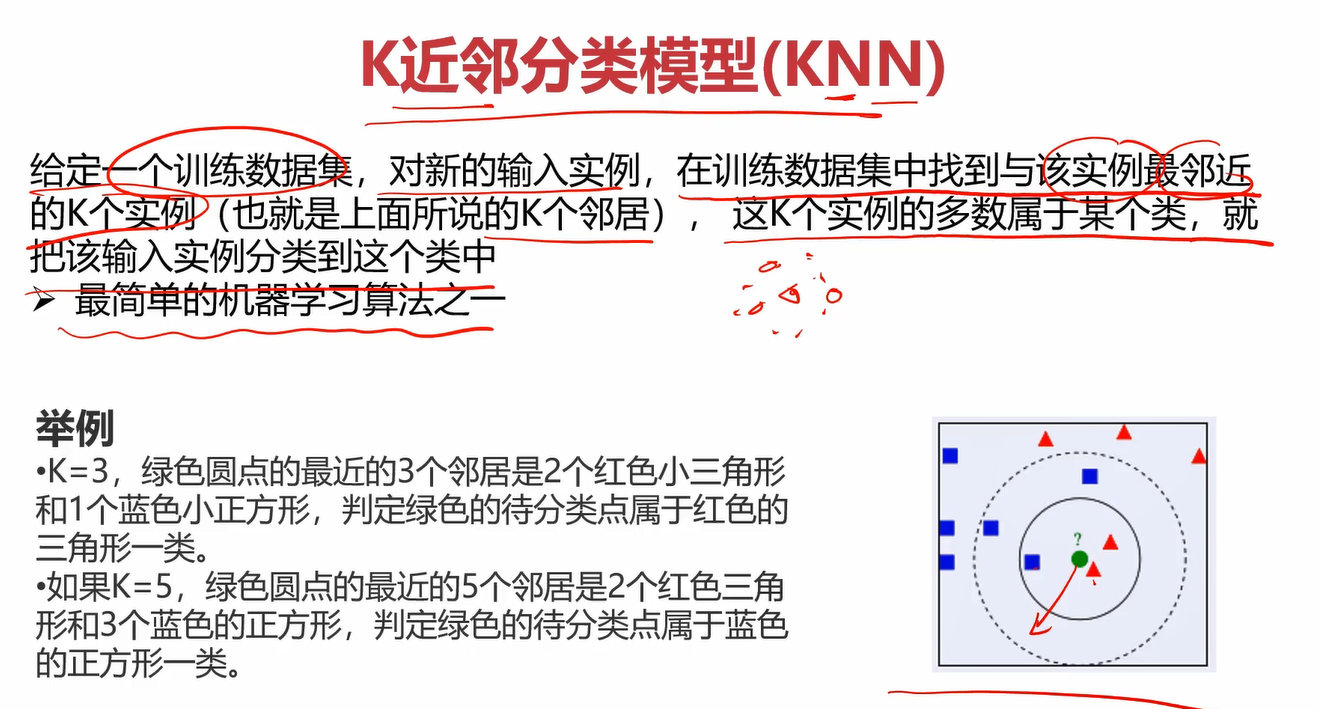 K近邻分类模型(KNN)
给定一个训练数据集，对新的输入实例，在训练数据集中找到与该实例最邻近
的K个实例（也就是上面所说的K个邻居）， 这K个实例的多数属于某个类，就
把该输入实例分类到这个类中
➢ 最简单的机器学习算法之一
举例
•K=3，绿色圆点的最近的3个邻居是2个红色小三角形
和1个蓝色小正方形，判定绿色的待分类点属于红色的
三角形一类。
•如果K=5，绿色圆点的最近的5个邻居是2个红色三角
形和3个蓝色的正方形，判定绿色的待分类点属于蓝色
的正方形一类。
?